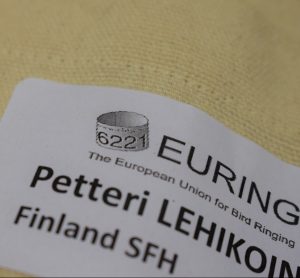 6221
EURING
The European Union for Bird Ringing
Petteri LEHIKOIN
Finland SFH